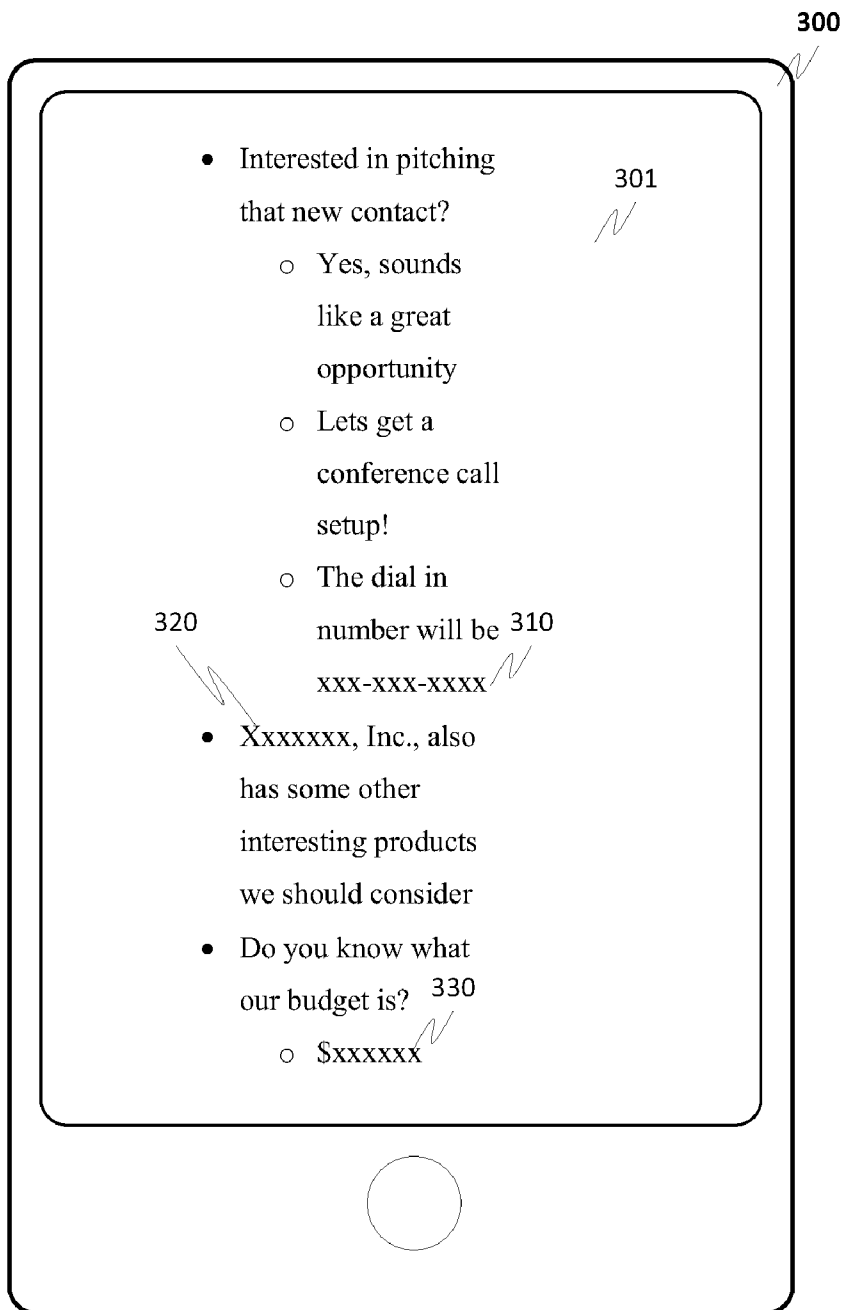 300
• Interested in pitching
301
that new contact?
o Yes, sounds
like a great
opportunity
o Lets get a
conference call
setup!
o The dial in
320
number will be 310
xxx-xxx-xxxx
• Xxxxxxx, Inc., also
has some other
interesting products
we should consider
• Do you know what
our budget is? 330
o $xxxxxx